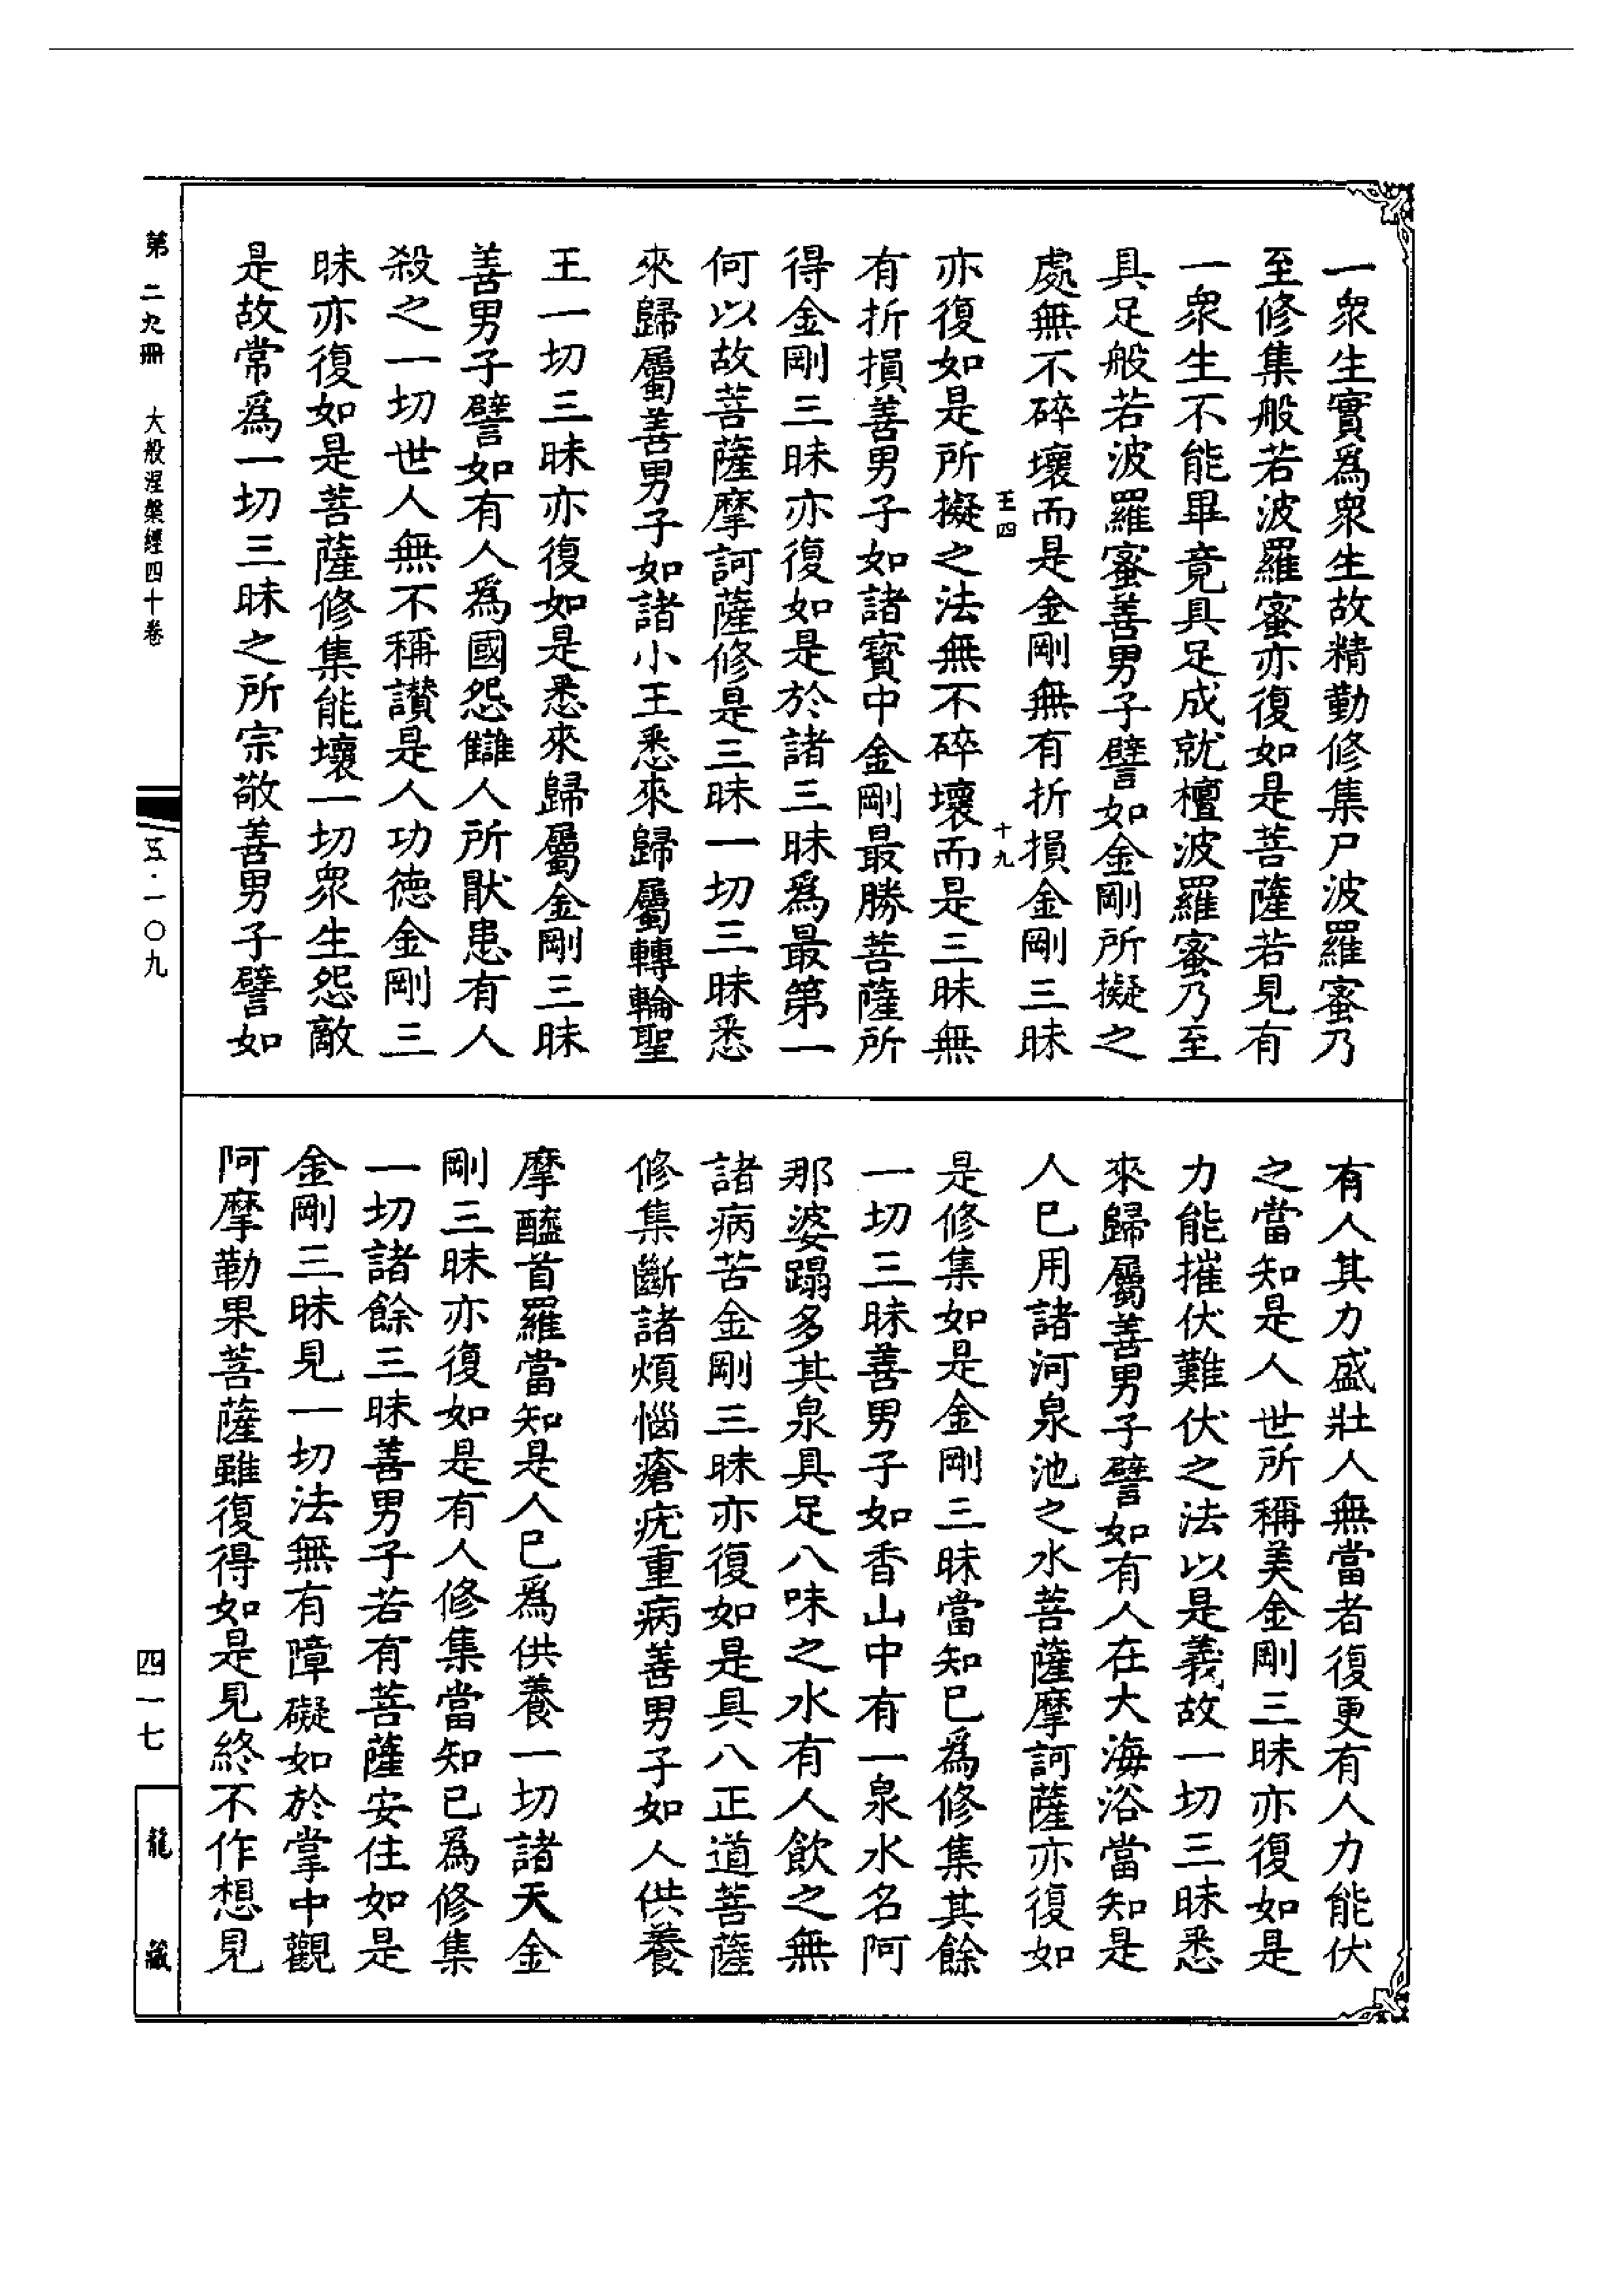 一衆生實爲衆生故精勤修集尸波羅蜜乃
至修集般若波羅蜜亦復如是菩薩若見有
一衆生不能畢竟具足成就檀波羅蜜乃至
具足般若波羅蜜善男子譬如金剛所擬之
處無不碎壞而是金剛無有折損金剛三昧
王四
十九
亦復如是所擬之法無不碎壞而是三昧無
有折損善男子如諸寶中金剛最勝菩薩所
得金剛三昧亦復如是於諸三昧爲最第一
何以故菩薩摩訶薩修是三昧一切三昧悉
來歸屬善男子如諸小王悉來歸屬轉輪聖
王一切三昧亦復如是悉來歸屬金剛三昧
善男子譬如有人爲國怨讎人所猒患有人
殺之一切世人無不稱讃是人功德金剛三
昧亦復如是菩薩修集能壞一切衆生怨敵
是故常爲一切三昧之所宗敬善男子譬如
有人其力盛壯人無當者復更有人力能伏
之當知是人世所稱美金剛三昧亦復如是
力能摧伏難伏之法以是義故一切三昧悉
來歸屬善男子譬如有人在大海浴當知是
人已用諸河泉池之水菩薩摩訶薩亦復如
是修集如是金剛三昧當知已爲修集其餘
一切三昧善男子如香山中有一泉水名阿
那婆蹋多其泉具足八味之水有人飲之無
諸病苦金剛三昧亦復如是具八正道菩薩
修集斷諸煩惱瘡疣重病善男子如人供養
摩醯首羅當知是人已爲供養一切諸天金
剛三昧亦復如是有人修集當知已爲修集
一切諸餘三昧善男子若有菩薩安住如是
金剛三昧見一切法無有障礙如於掌中觀
阿摩勒果菩薩雖復得如是見終不作想見
第二九冊 大般涅槃經四十卷
五·一〇九
四一七
龍藏